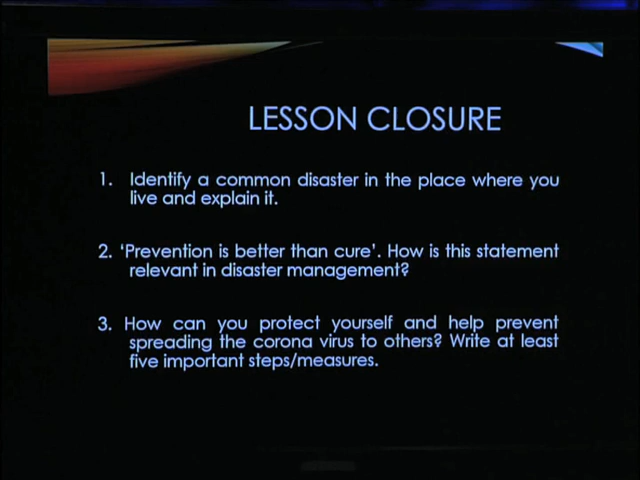 LESSON CLOSURE
1. Identify a common disaster in the place where you
live and explain it.
2. 'Prevention is better than cure'. How is this statement
relevant in disaster management?
3. How can you protect yourself and help prevent
spreading the corona virus to others? Write at least
five important steps/measures.